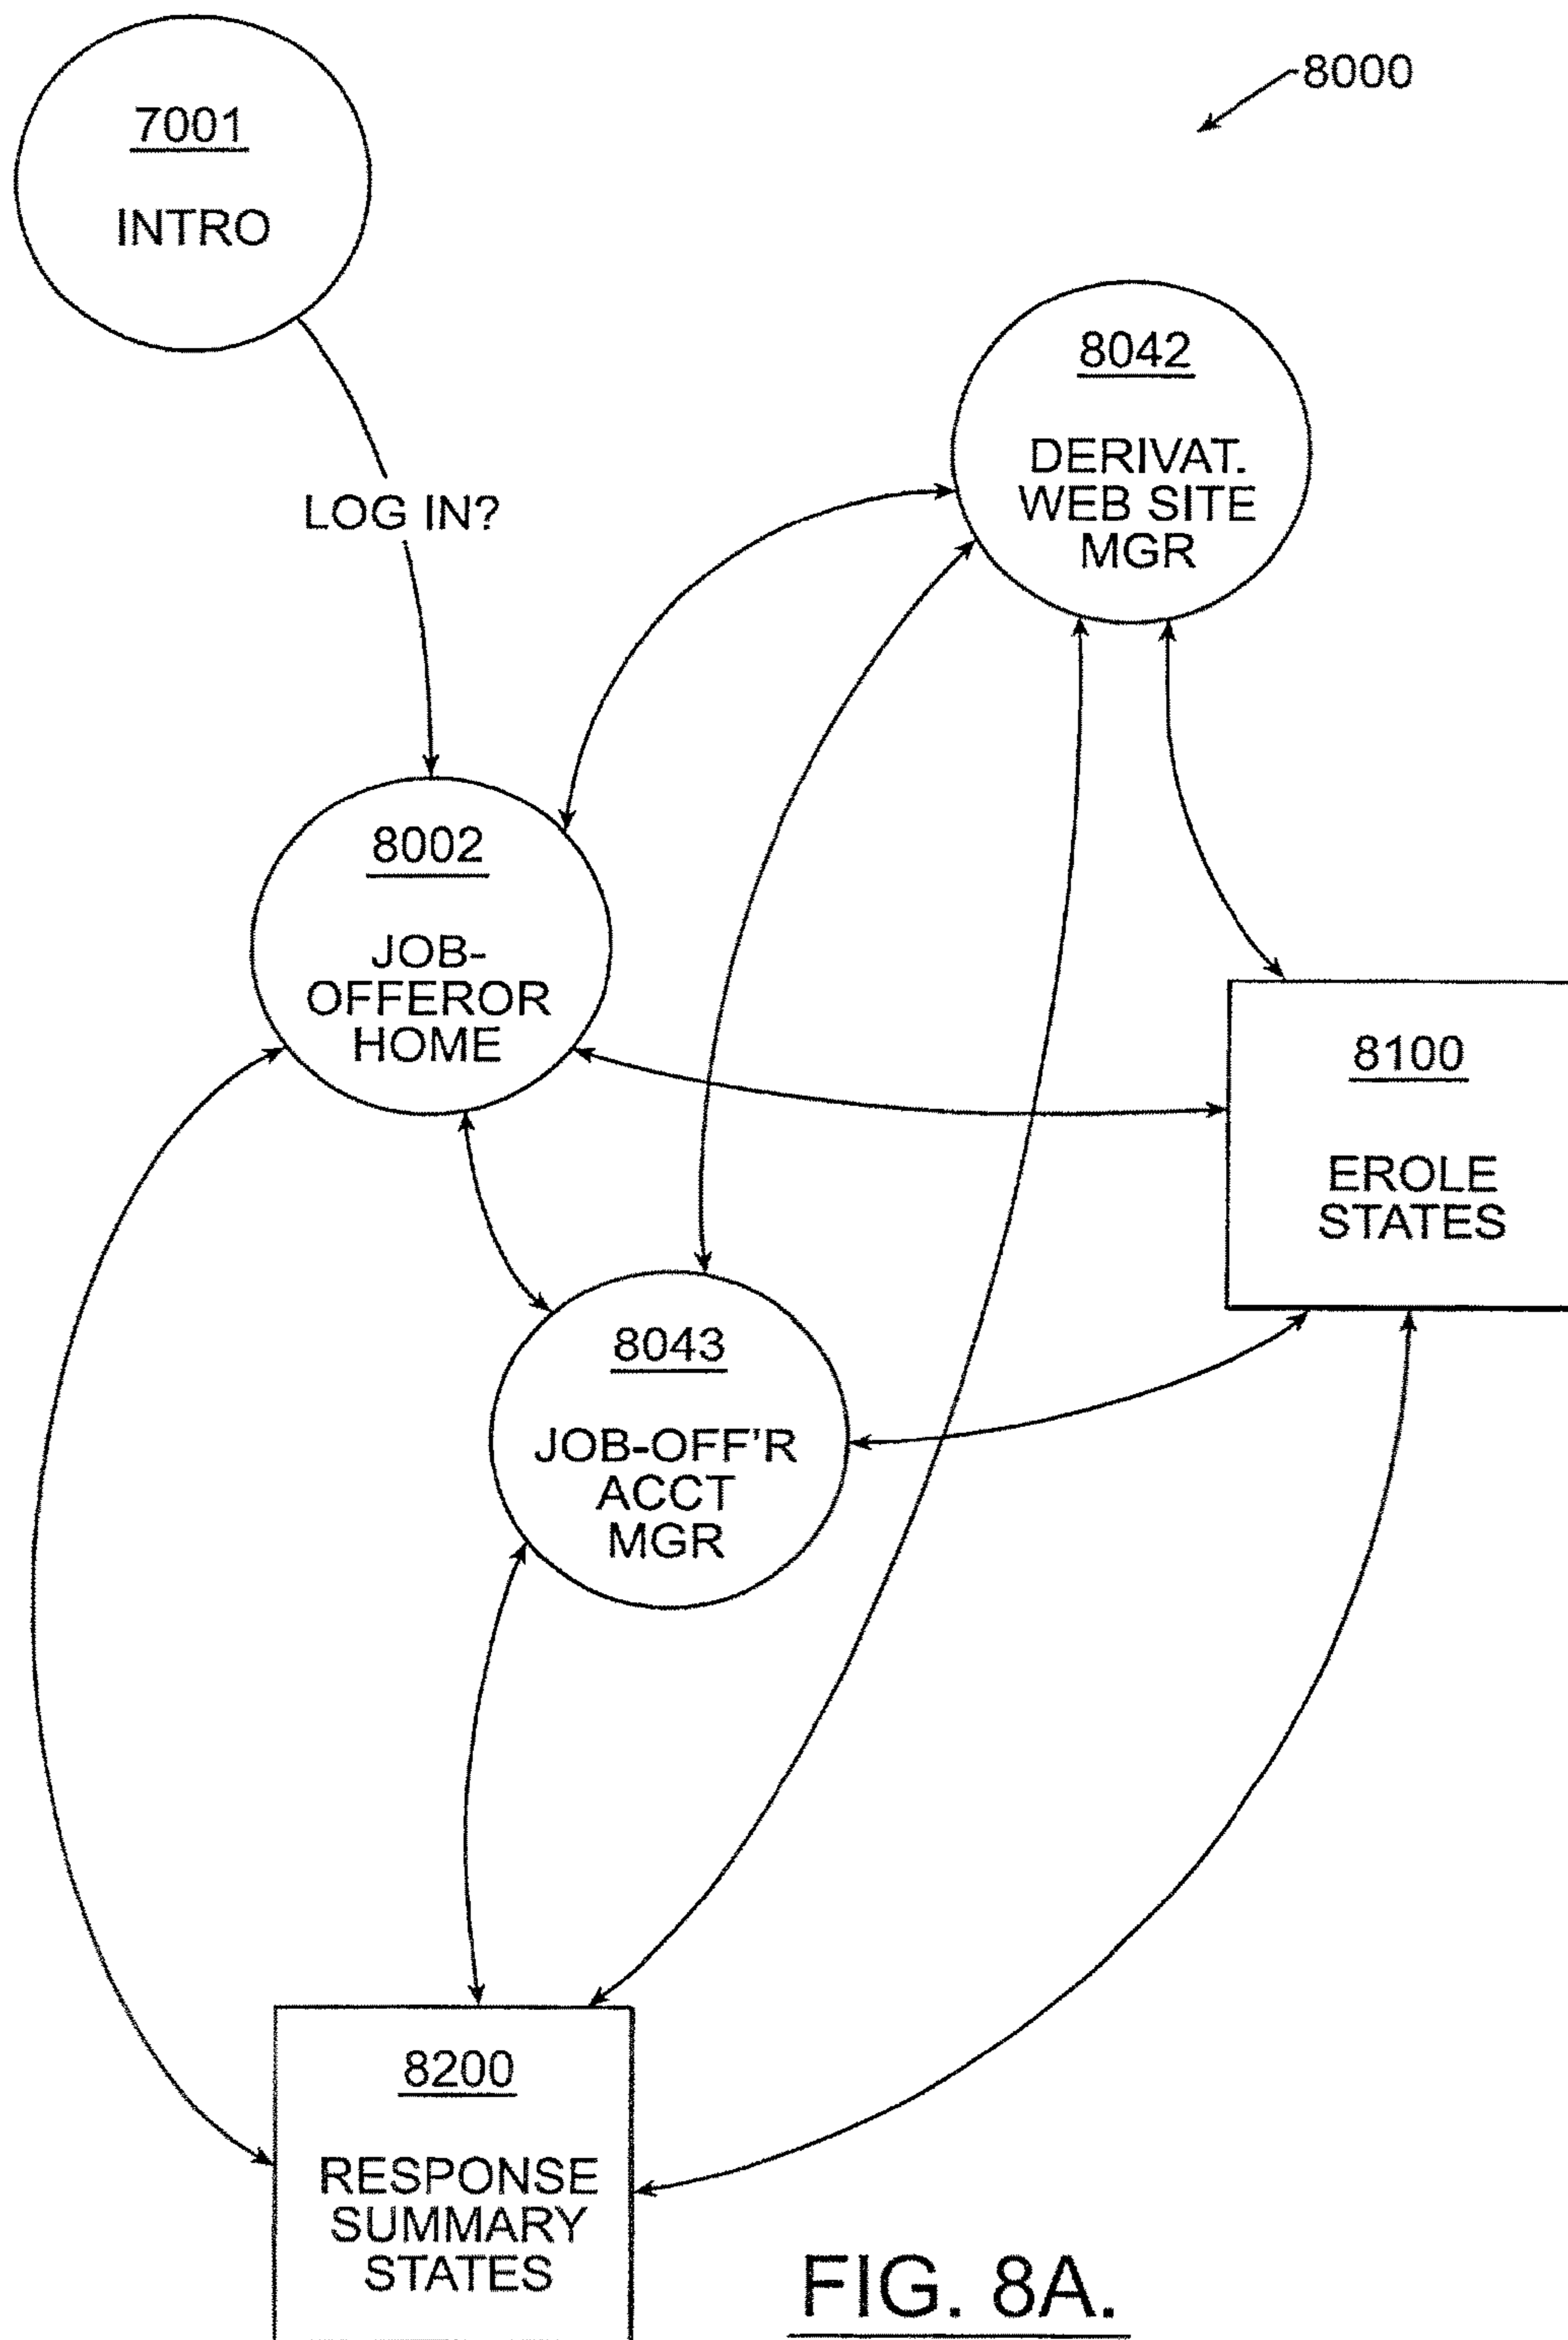 8000
7001
INTRO
LOG IN?
8042
DERIVAT.
WEB SITE
MGR
8002
JOB-
OFFEROR
HOME
8100
EROLE
STATES
8043
JOB-OFF'R
ACCT
MGR
8200
RESPONSE
SUMMARY
STATES
FIG. 8A.